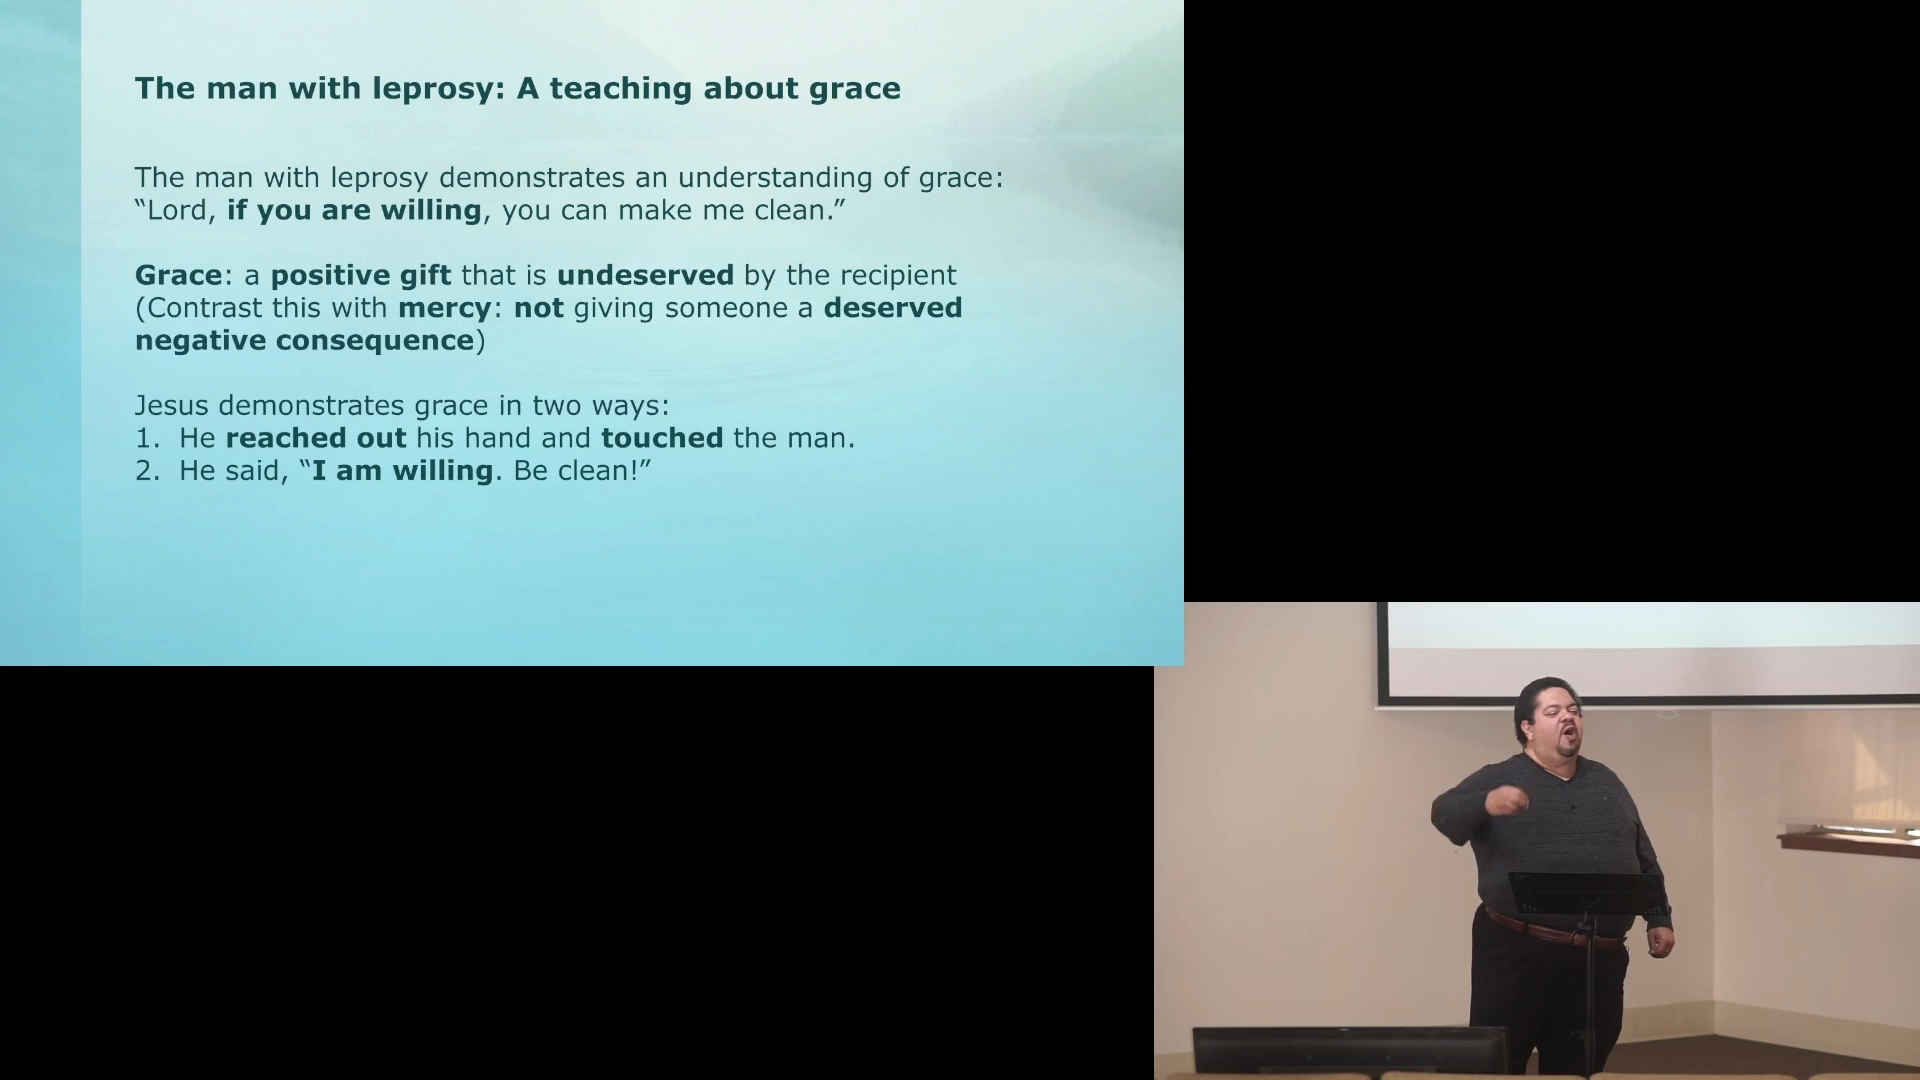 The man with leprosy: A teaching about grace
The man with leprosy demonstrates an understanding of grace:
“Lord, if you are willing, you can make me clean.”
Grace: a positive gift that is undeserved by the recipient
(Contrast this with mercy: not giving someone a deserved
negative consequence)
Jesus demonstrates grace in two ways:
1. He reached out his hand and touched the man.
2. He said, “I am willing. Be clean!”